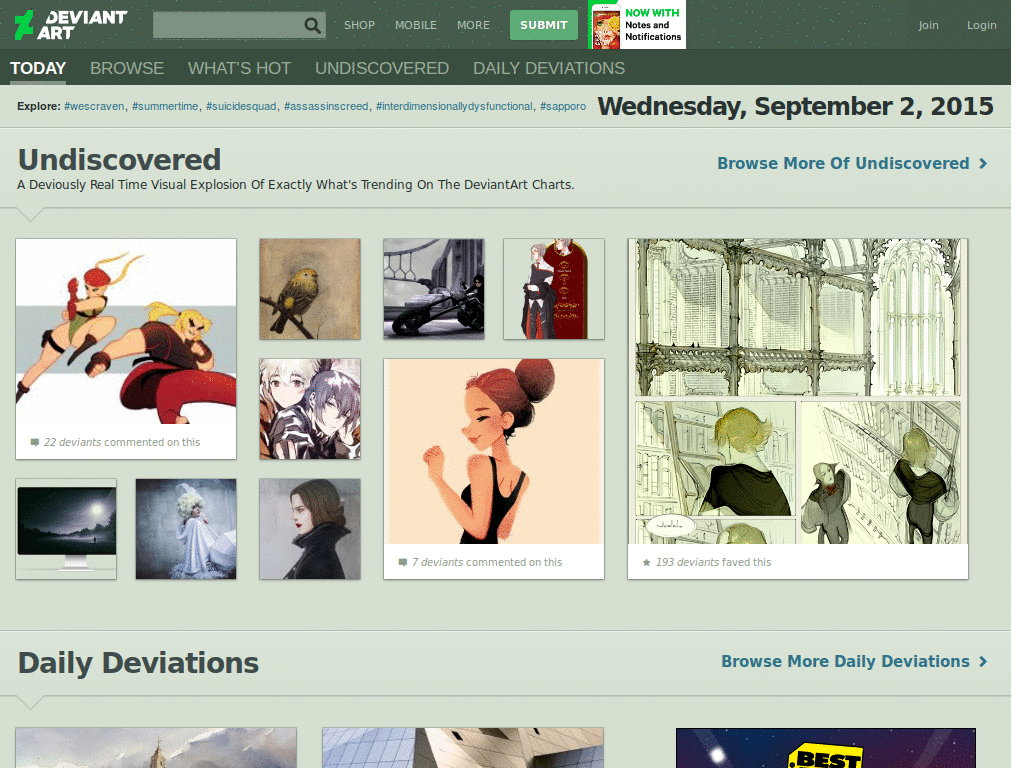 DEVIANT
ART
SHOP MOBILE MORE SUBMIT
NOW WITH
Notes and
Notifications
Join Login
TODAY BROWSE WHAT'S HOT UNDISCOVERED DAILY DEVIATIONS
Explore: #wescraven, #summertime, #suicidesquad, #assassinscreed, #interdimensionallydysfunctional, #sapporo
Wednesday, September 2, 2015
Undiscovered
Browse More Of Undiscovered
A Deviously Real Time Visual Explosion Of Exactly What's Trending On The DeviantArt Charts.
22 deviants commented on this
7 deviants commented on this
193 deviants faved this
Daily Deviations
Browse More Daily Deviations
BEST